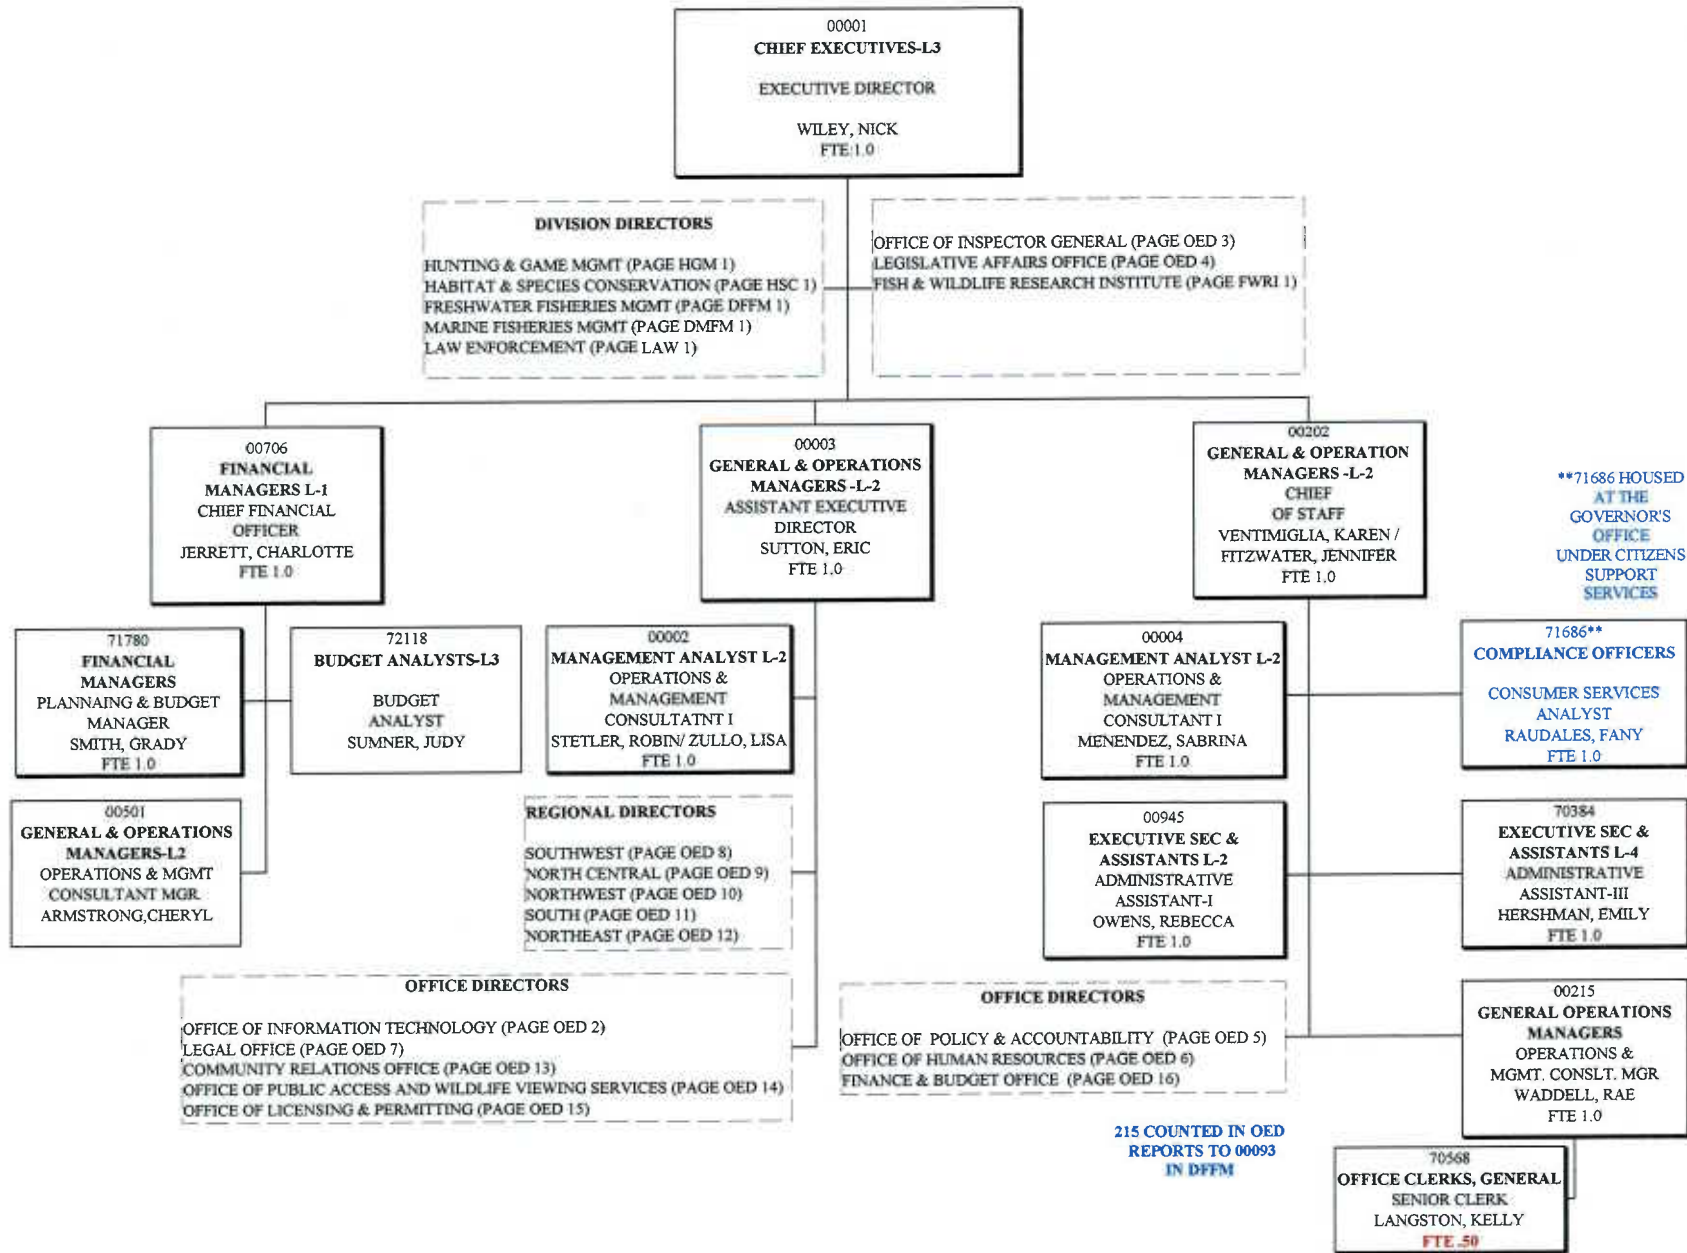 00001
CHIEF EXECUTIVES-L3
EXECUTIVE DIRECTOR
WILEY, NICK
FTE:1.0
DIVISION DIRECTORS
HUNTING & GAME MGMT (PAGE HGM 1)
HABITAT & SPECIES CONSERVATION (PAGE HSC 1)
FRESHWATER FISHERIES MGMT (PAGE DFFM 1)
MARINE FISHERIES MGMT (PAGE DMFM 1)
LAW ENFORCEMENT (PAGE LAW 1)
OFFICE OF INSPECTOR GENERAL (PAGE OED 3)
LEGISLATIVE AFFAIRS OFFICE (PAGE OED 4)
FISH & WILDLIFE RESEARCH INSTITUTE (PAGE FWRI 1)
00706
FINANCIAL
MANAGERS L-1
CHIEF FINANCIAL
OFFICER
JERRETT, CHARLOTTE
FTE 1.0
00003
GENERAL & OPERATIONS
MANAGERS -L-2
ASSISTANT EXECUTIVE
DIRECTOR
SUTTON, ERIC
FTE 1.0
00202
GENERAL & OPERATION
MANAGERS -L-2
CHIEF
OF STAFF
VENTIMIGLIA, KAREN /
FITZWATER, JENNIFER
FTE 1.0
**71686 HOUSED
AT THE
GOVERNOR'S
OFFICE
UNDER CITIZENS
SUPPORT
SERVICES
71780
FINANCIAL
MANAGERS
PLANNAING & BUDGET
MANAGER
SMITH, GRADY
FTE 1.0
72118
BUDGET ANALYSTS-L3
BUDGET
ANALYST
SUMNER, JUDY
00002
MANAGEMENT ANALYST L-2
OPERATIONS &
MANAGEMENT
CONSULTATNT I
STETLER, ROBIN/ ZULLO, LISA
FTE 1.0
00004
MANAGEMENT ANALYST L-2
OPERATIONS &
MANAGEMENT
CONSULTANT I
MENENDEZ, SABRINA
FTE 1.0
71686**
COMPLIANCE OFFICERS
CONSUMER SERVICES
ANALYST
RAUDALES, FANY
FTE 1.0
00501
GENERAL & OPERATIONS
MANAGERS-L2
OPERATIONS & MGMT
CONSULTANT MGR
ARMSTRONG,CHERYL
REGIONAL DIRECTORS
SOUTHWEST (PAGE OED 8)
NORTH CENTRAL (PAGE OED 9)
NORTHWEST (PAGE OED 10)
SOUTH (PAGE OED 11)
NORTHEAST (PAGE OED 12)
00945
EXECUTIVE SEC &
ASSISTANTS L-2
ADMINISTRATIVE
ASSISTANT-I
OWENS, REBECCA
FTE 1.0
70384
EXECUTIVE SEC &
ASSISTANTS L-4
ADMINISTRATIVE
ASSISTANT-III
HERSHMAN, EMILY
FTE 1.0
OFFICE DIRECTORS
OFFICE OF INFORMATION TECHNOLOGY (PAGE OED 2)
LEGAL OFFICE (PAGE OED 7)
COMMUNITY RELATIONS OFFICE (PAGE OED 13)
OFFICE OF PUBLIC ACCESS AND WILDLIFE VIEWING SERVICES (PAGE OED 14)
OFFICE OF LICENSING & PERMITTING (PAGE OED 15)
OFFICE DIRECTORS
OFFICE OF POLICY & ACCOUNTABILITY (PAGE OED 5)
OFFICE OF HUMAN RESOURCES (PAGE OED 6)
FINANCE & BUDGET OFFICE (PAGE OED 16)
00215
GENERAL OPERATIONS
MANAGERS
OPERATIONS &
MGMT. CONSLT. MGR
WADDELL, RAE
FTE 1.0
215 COUNTED IN OED
REPORTS TO 00093
IN DFFM
70568
OFFICE CLERKS, GENERAL
SENIOR CLERK
LANGSTON, KELLY
FTE .50